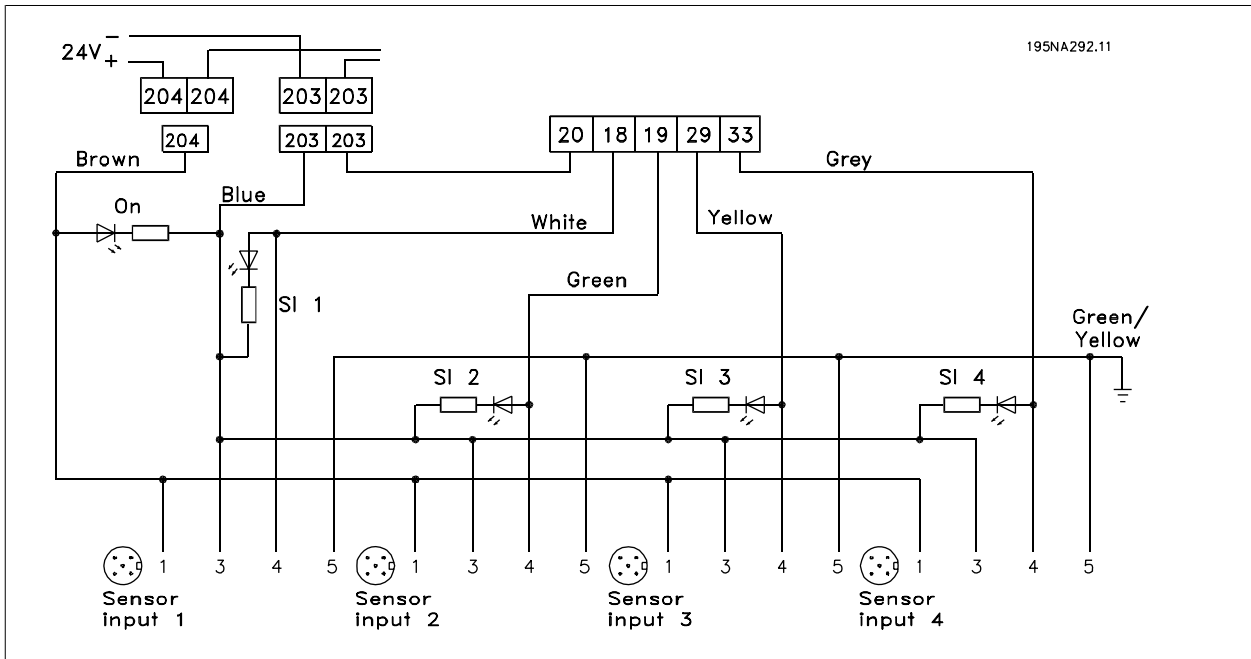 195NA292.11
24V - +
204 204 203 203
204 203 203
20 18 19 29 33
Brown
Grey
Blue
On
White
Yellow
Green
SI 1
Green/
Yellow
SI 2
SI 3
SI 4
1 3 4 5 1 3 4 5 1 3 4 5 1 3 4 5
Sensor
input 1
Sensor
input 2
Sensor
input 3
Sensor
input 4